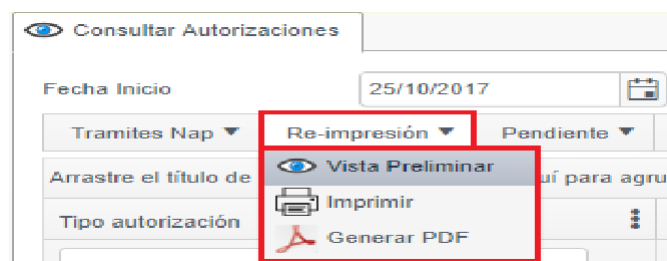 Consultar Autorizaciones
Fecha Inicio 25/10/2017
Tramites Nap Re-impresión Pendiente
Arrastre el título de
Vista Preliminar
para agru
Imprimir
Tipo autorización
Generar PDF